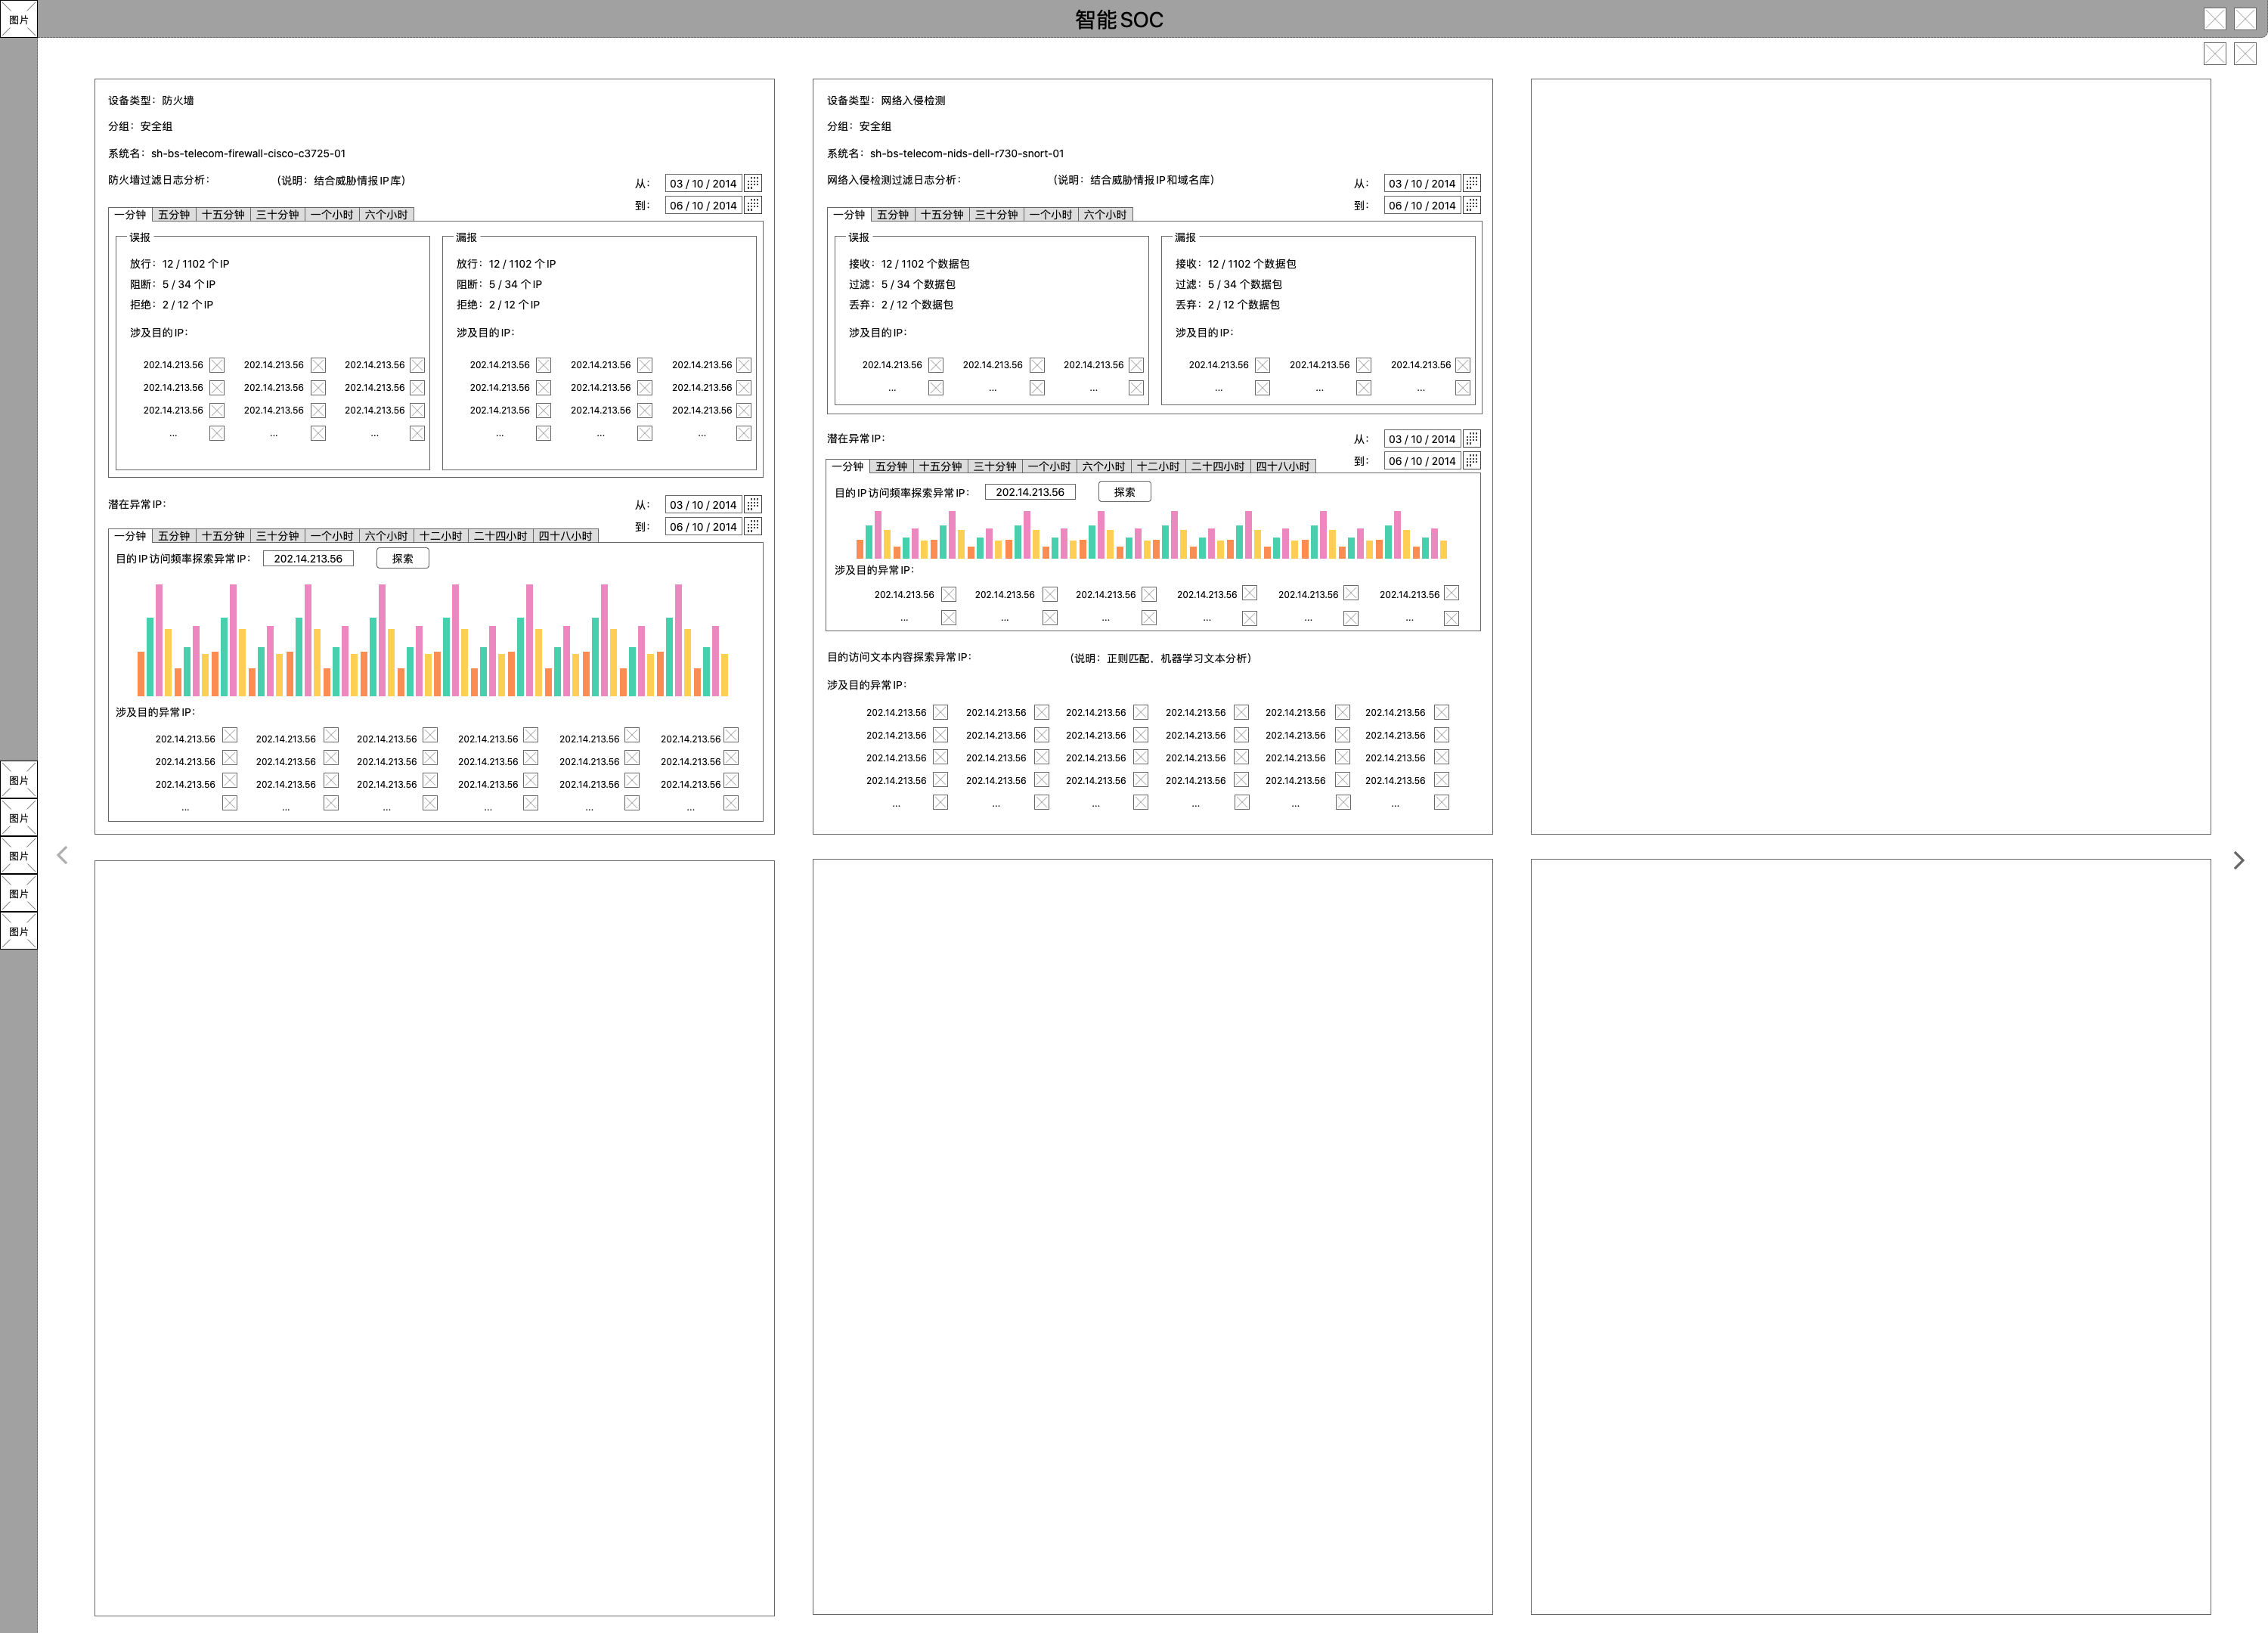 图片
智能SOC
设备类型：防火墙
分组：安全组
系统名：sh-bs-telecom-firewall-cisco-c3725-01
防火墙过滤日志分析：
（说明：结合威胁情报IP库）
从：
03 / 10 / 2014
到：
06 / 10 / 2014
一分钟 五分钟 十五分钟 三十分钟 一个小时 六个小时
误报
放行：12 / 1102 个IP
阻断：5 / 34 个IP
拒绝：2 / 12 个IP
涉及目的IP：
202.14.213.56 202.14.213.56 202.14.213.56
202.14.213.56 202.14.213.56 202.14.213.56
202.14.213.56 202.14.213.56 202.14.213.56
... ... ...
漏报
放行：12 / 1102 个IP
阻断：5 / 34 个IP
拒绝：2 / 12 个IP
涉及目的IP：
202.14.213.56 202.14.213.56 202.14.213.56
202.14.213.56 202.14.213.56 202.14.213.56
202.14.213.56 202.14.213.56 202.14.213.56
... ... ...
潜在异常IP：
从：
03 / 10 / 2014
到：
06 / 10 / 2014
一分钟 五分钟 十五分钟 三十分钟 一个小时 六个小时 十二小时 二十四小时 四十八小时
目的IP访问频率探索异常IP：
202.14.213.56
探索
涉及目的异常IP：
202.14.213.56 202.14.213.56 202.14.213.56 202.14.213.56 202.14.213.56 202.14.213.56
202.14.213.56 202.14.213.56 202.14.213.56 202.14.213.56 202.14.213.56 202.14.213.56
202.14.213.56 202.14.213.56 202.14.213.56 202.14.213.56 202.14.213.56 202.14.213.56
... ... ... ... ... ...
设备类型：网络入侵检测
分组：安全组
系统名：sh-bs-telecom-nids-dell-r730-snort-01
网络入侵检测过滤日志分析：
（说明：结合威胁情报IP和域名库）
从：
03 / 10 / 2014
到：
06 / 10 / 2014
一分钟 五分钟 十五分钟 三十分钟 一个小时 六个小时
误报
接收：12 / 1102 个数据包
过滤：5 / 34 个数据包
丢弃：2 / 12 个数据包
涉及目的IP：
202.14.213.56 202.14.213.56 202.14.213.56
... ... ...
漏报
接收：12 / 1102 个数据包
过滤：5 / 34 个数据包
丢弃：2 / 12 个数据包
涉及目的IP：
202.14.213.56 202.14.213.56 202.14.213.56
... ... ...
潜在异常IP：
从：
03 / 10 / 2014
到：
06 / 10 / 2014
一分钟 五分钟 十五分钟 三十分钟 一个小时 六个小时 十二小时 二十四小时 四十八小时
目的IP访问频率探索异常IP：
202.14.213.56
探索
涉及目的异常IP：
202.14.213.56 202.14.213.56 202.14.213.56 202.14.213.56 202.14.213.56 202.14.213.56
... ... ... ... ... ...
目的访问文本内容探索异常IP：
（说明：正则匹配、机器学习文本分析）
涉及目的异常IP：
202.14.213.56 202.14.213.56 202.14.213.56 202.14.213.56 202.14.213.56 202.14.213.56
202.14.213.56 202.14.213.56 202.14.213.56 202.14.213.56 202.14.213.56 202.14.213.56
202.14.213.56 202.14.213.56 202.14.213.56 202.14.213.56 202.14.213.56 202.14.213.56
202.14.213.56 202.14.213.56 202.14.213.56 202.14.213.56 202.14.213.56 202.14.213.56
... ... ... ... ... ...
图片
图片
图片
图片
图片